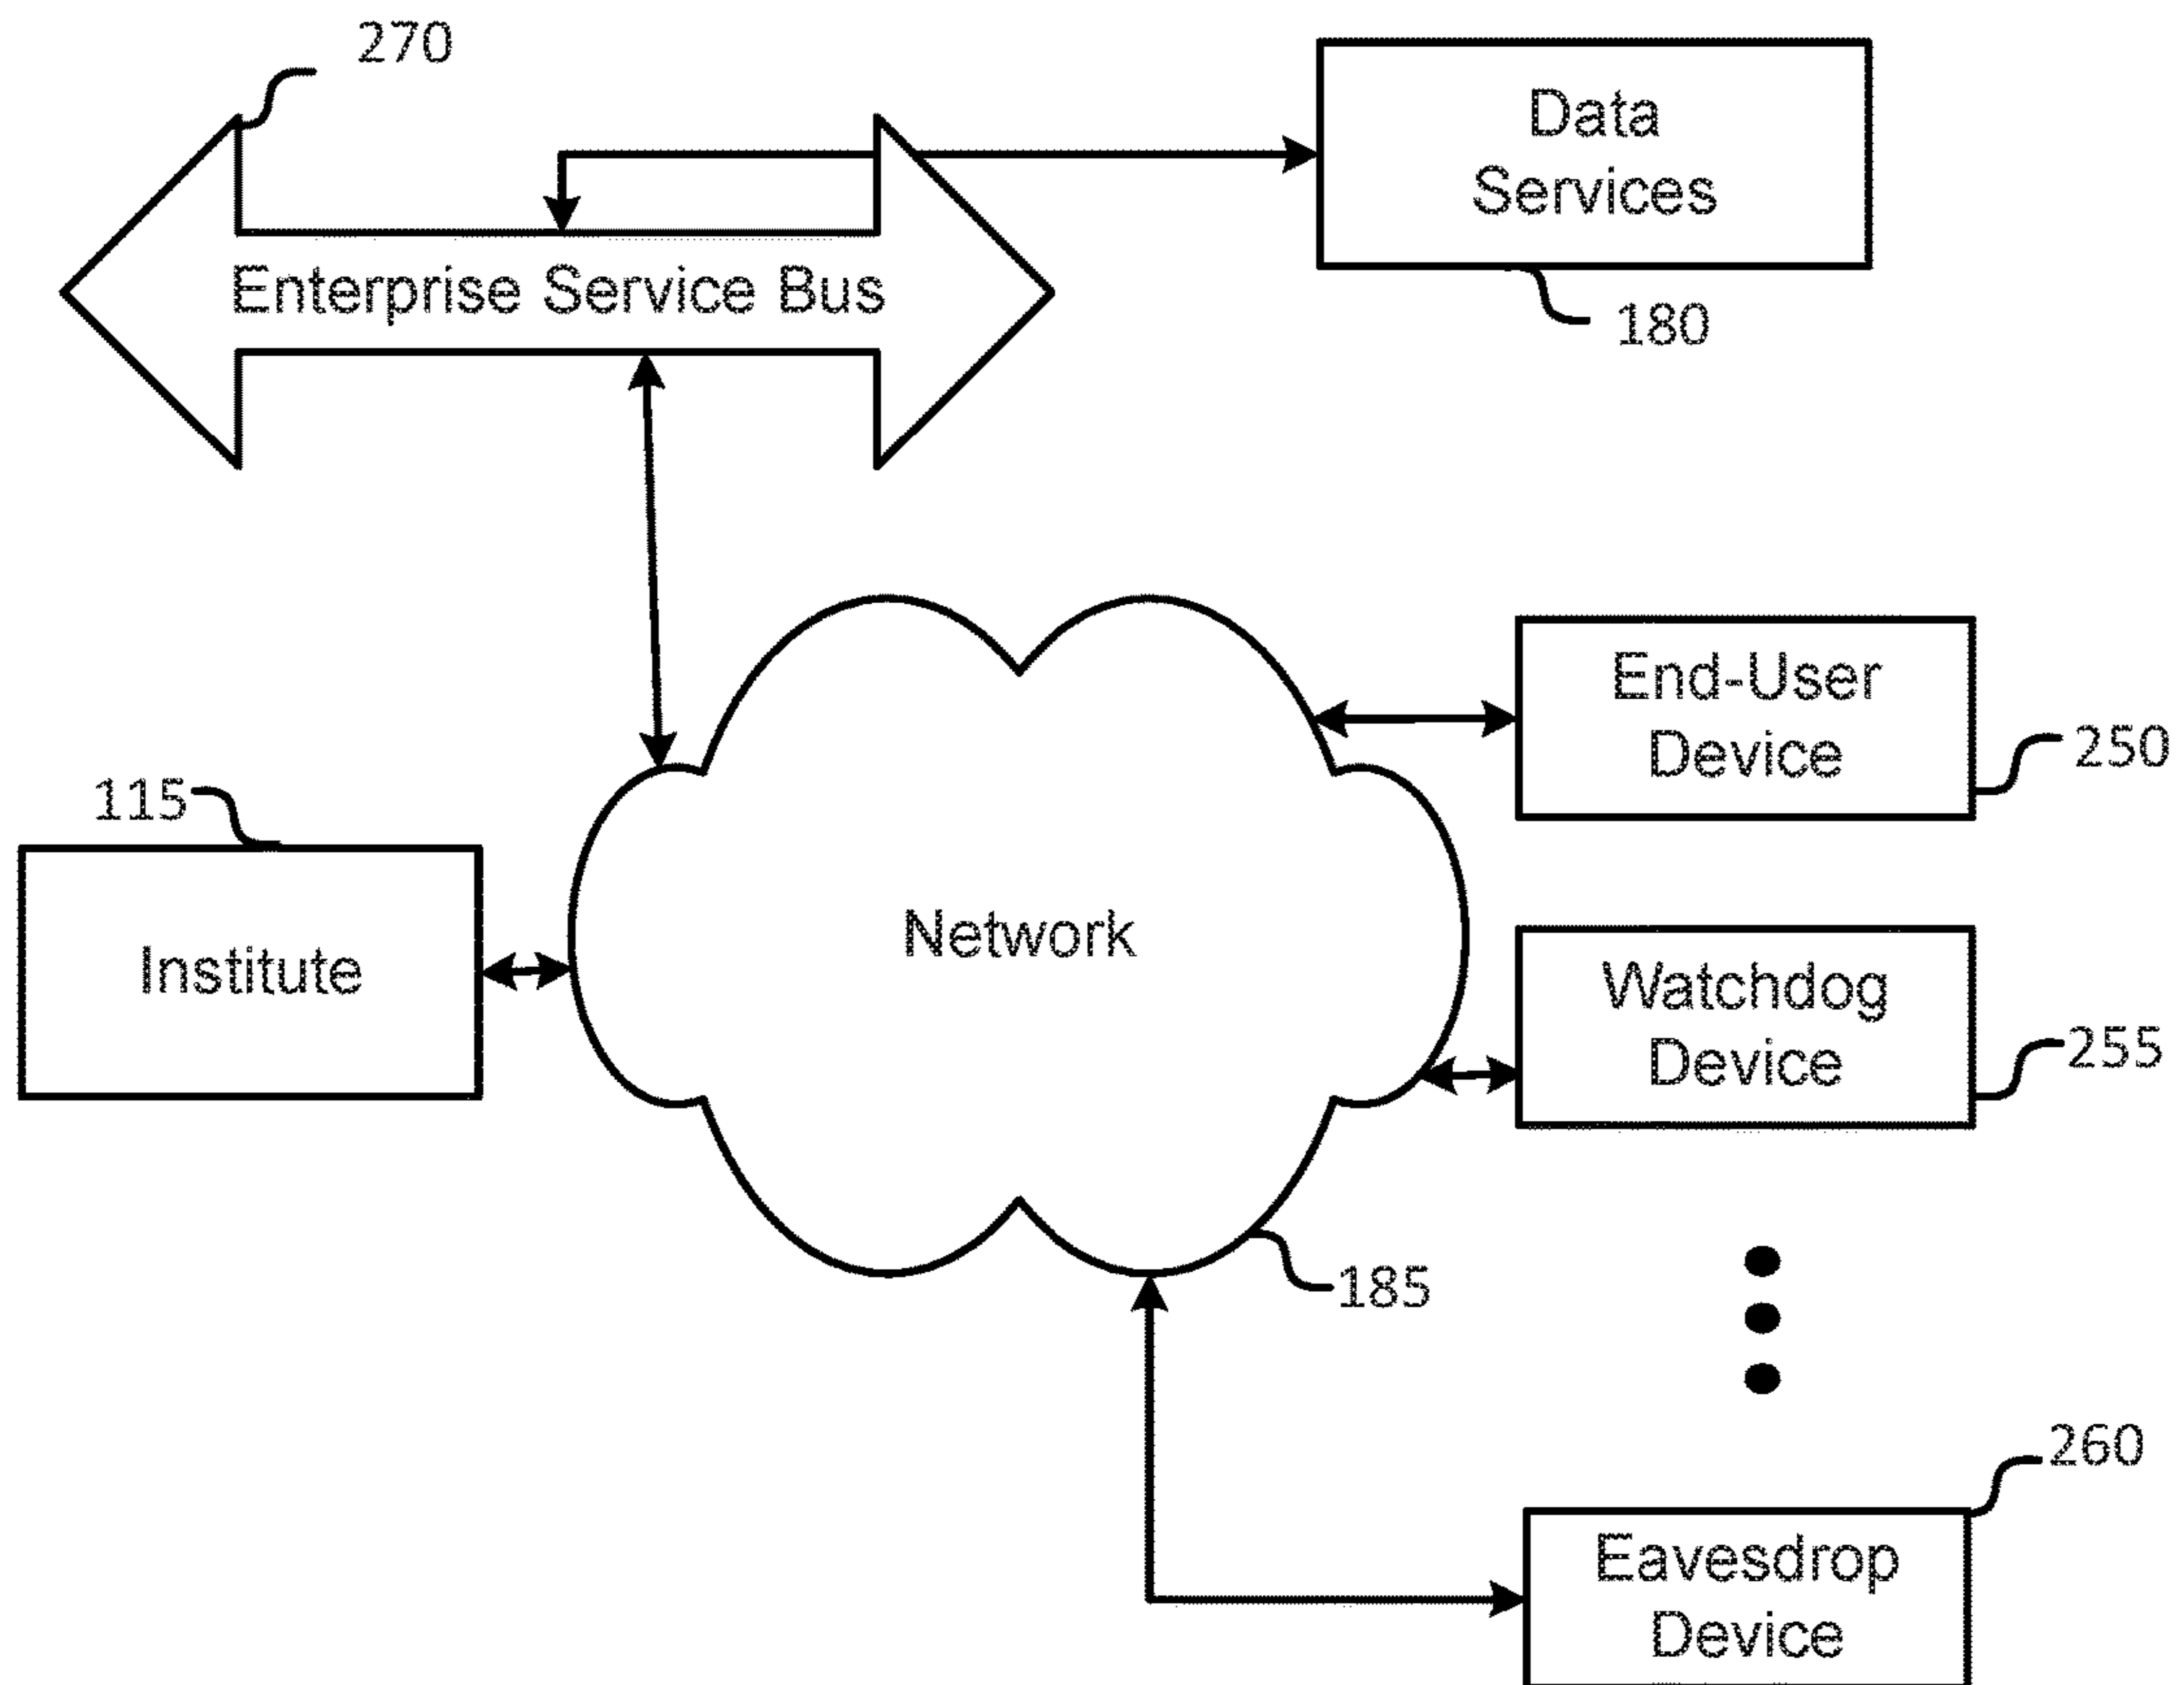 270
Data
Services
Enterprise Service Bus
180
End-User
Device
250
115
Network
Institute
Watchdog
Device
255
185
260
Eavesdrop
Device